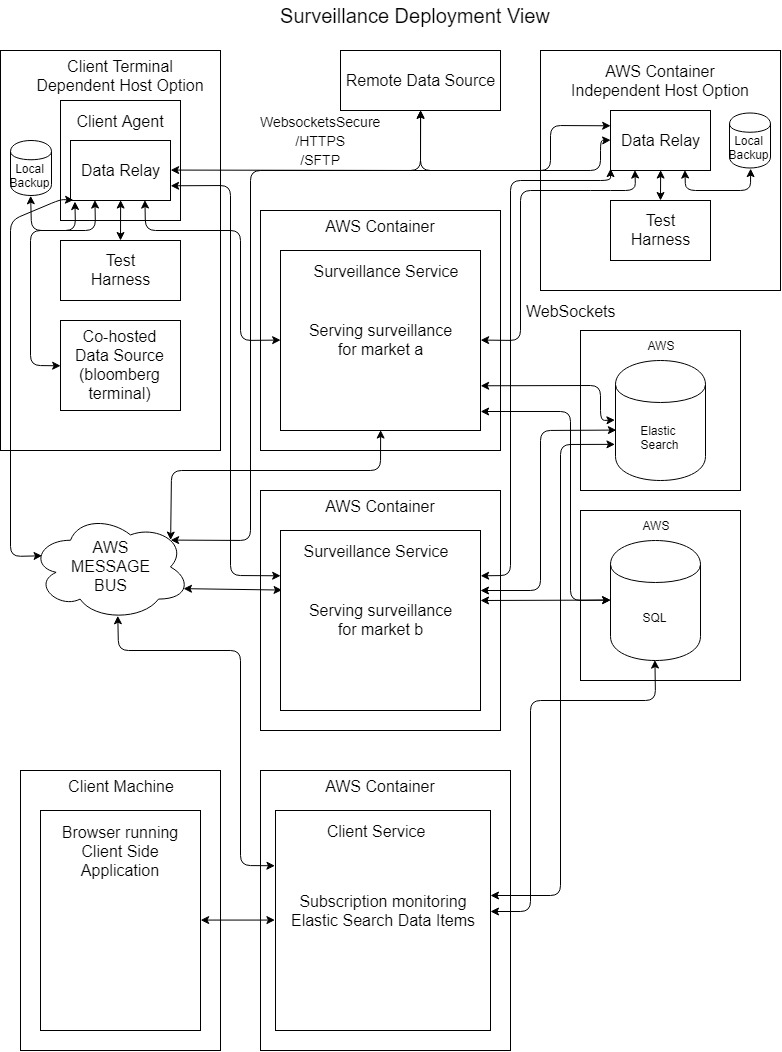 Surveillance Deployment View
Client Terminal
Dependent Host Option
Client Agent
Data Relay
Local
Backup
Test
Harness
Co-hosted
Data Source
(bloomberg
terminal)
Remote Data Source
WebsocketsSecure
/HTTPS
/SFTP
AWS Container
Independent Host Option
Data Relay
Local
Backup
Test
Harness
AWS Container
Surveillance Service
Serving surveillance
for market a
WebSockets
AWS
Elastic
Search
AWS Container
Surveillance Service
Serving surveillance
for market b
AWS
MESSAGE
BUS
AWS
SQL
Client Machine
Browser running
Client Side
Application
AWS Container
Client Service
Subscription monitoring
Elastic Search Data Items